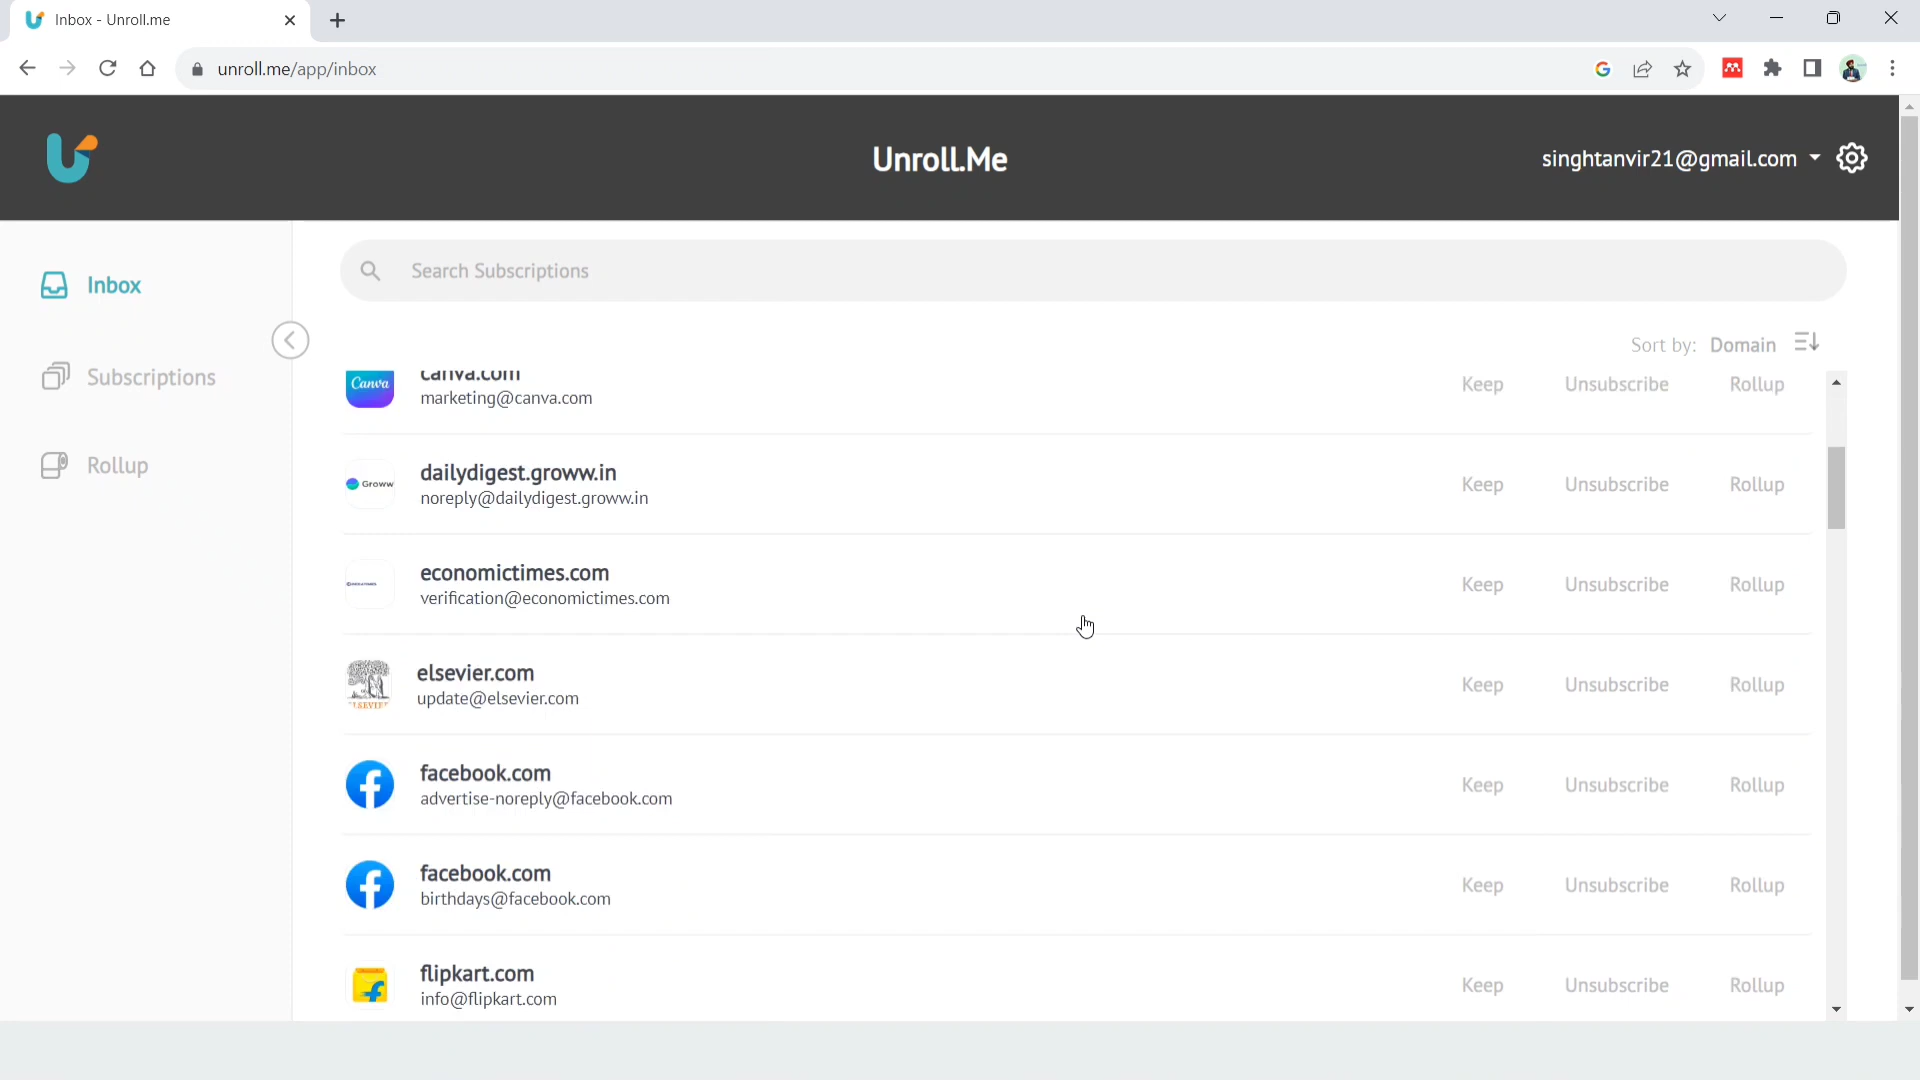 Inbox - Unroll.me
unroll.me/app/inbox
Unroll.Me
singhtanvir21@gmail.com
Inbox
Subscriptions
Rollup
Search Subscriptions
Sort by: Domain
Canva
canva.com
marketing@canva.com
Keep Unsubscribe Rollup
Groww
dailydigest.groww.in
noreply@dailydigest.groww.in
Keep Unsubscribe Rollup
economictimes.com
verification@economictimes.com
Keep Unsubscribe Rollup
elsevier.com
update@elsevier.com
Keep Unsubscribe Rollup
facebook.com
advertise-noreply@facebook.com
Keep Unsubscribe Rollup
facebook.com
birthdays@facebook.com
Keep Unsubscribe Rollup
flipkart.com
info@flipkart.com
Keep Unsubscribe Rollup